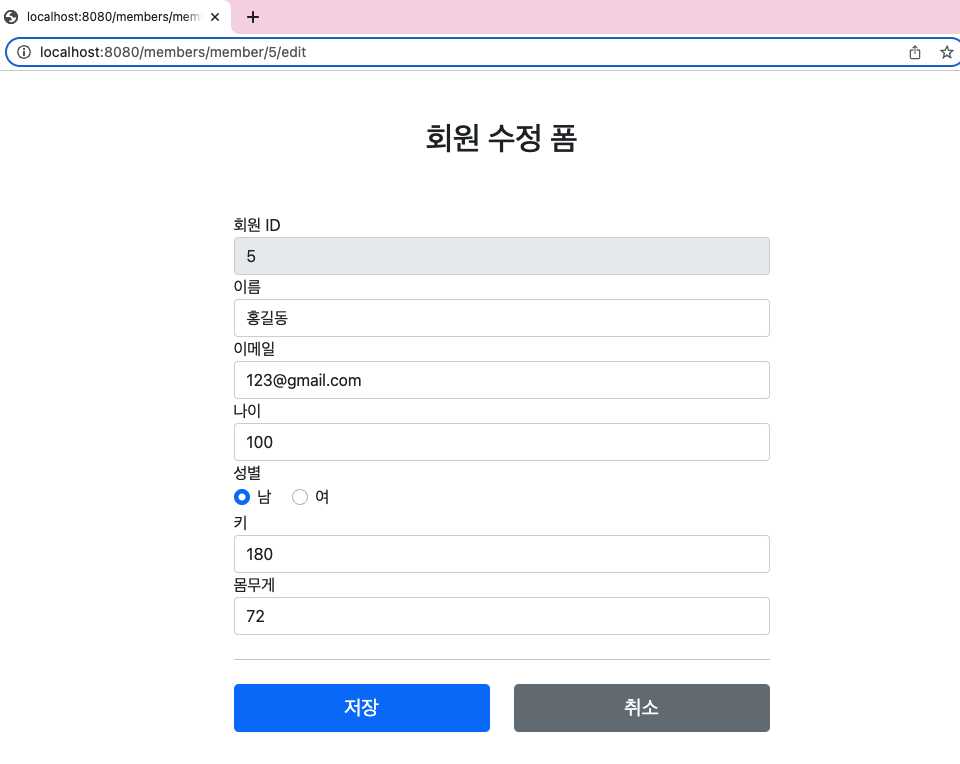 localhost:8080/members/mem
localhost:8080/members/member/5/edit
회원 수정 폼
회원 ID
5
이름
홍길동
이메일
123@gmail.com
나이
100
성별
남 여
키
180
몸무게
72
저장 취소